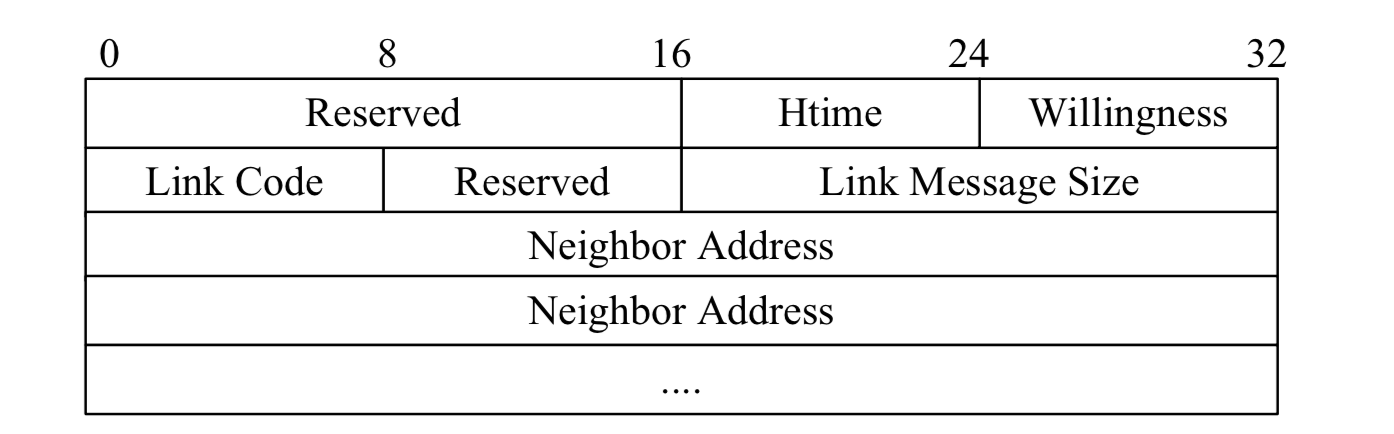 0 8 16 24 32
Reserved Htime Willingness
Link Code Reserved Link Message Size
Neighbor Address
Neighbor Address
....